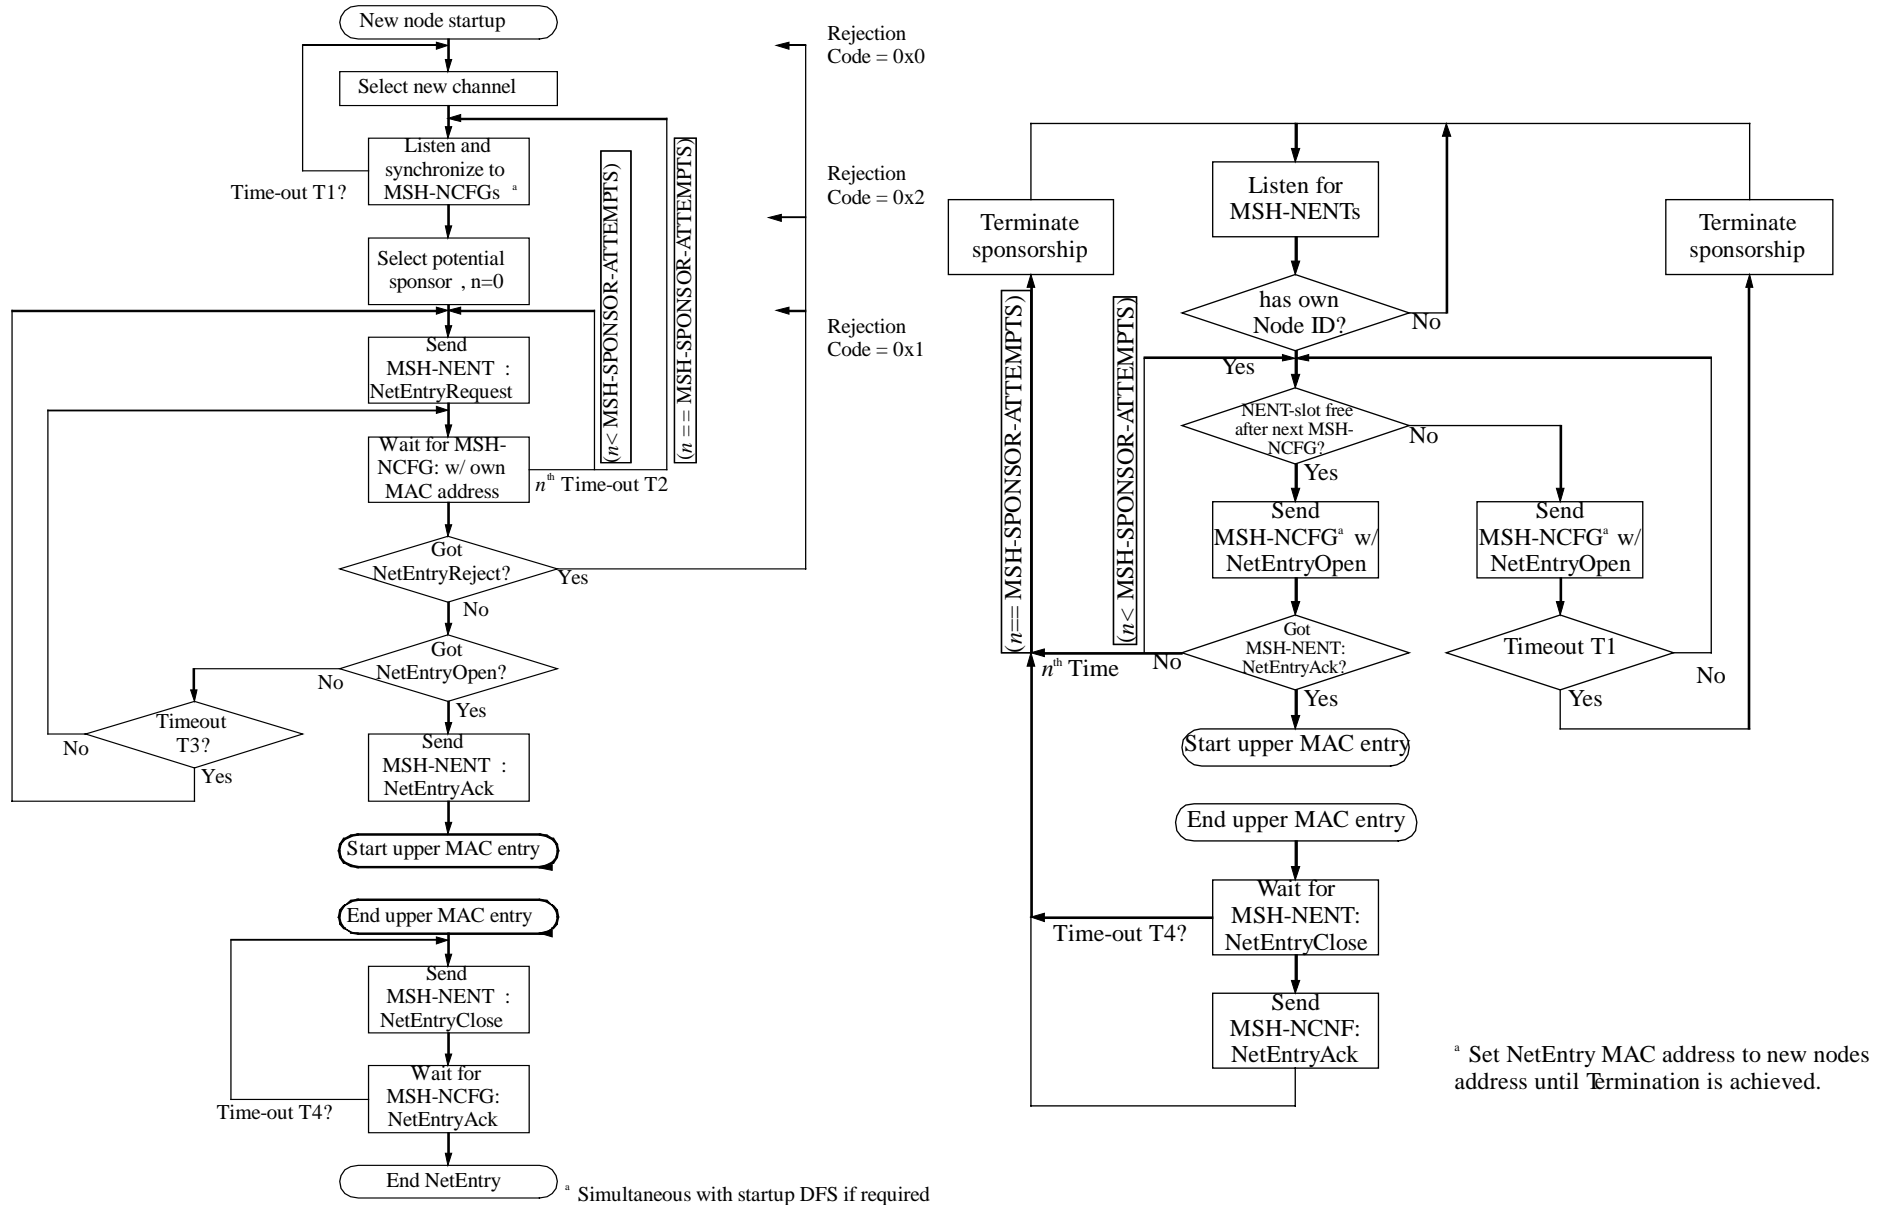 New node startup
Select new channel
Listen and
synchronize to
MSH-NCFGs a
Time-out T1?
Select potential
sponsor , n=0
Send
MSH-NENT :
NetEntryRequest
Wait for MSH-
NCFG: w/ own
MAC address
nth Time-out T2
(n< MSH-SPONSOR-ATTEMPTS)
(n == MSH-SPONSOR-ATTEMPTS)
Got
NetEntryReject?
Yes
No
Got
NetEntryOpen?
No
Yes
Timeout
T3?
No
Yes
Send
MSH-NENT :
NetEntryAck
Start upper MAC entry
End upper MAC entry
Send
MSH-NENT :
NetEntryClose
Wait for
MSH-NCFG:
NetEntryAck
Time-out T4?
End NetEntry
a Simultaneous with startup DFS if required
Rejection
Code = 0x0
Rejection
Code = 0x2
Rejection
Code = 0x1
Listen for
MSH-NENTs
Terminate
sponsorship
Terminate
sponsorship
has own
Node ID?
No
Yes
NENT-slot free
after next MSH-
NCFG?
No
Yes
(n== MSH-SPONSOR-ATTEMPTS)
(n< MSH-SPONSOR-ATTEMPTS)
Send
MSH-NCFGa w/
NetEntryOpen
Send
MSH-NCFGa w/
NetEntryOpen
Got
MSH-NENT:
NetEntryAck?
nth Time
No
Yes
Timeout T1
No
Yes
Start upper MAC entry
End upper MAC entry
Wait for
MSH-NENT:
NetEntryClose
Time-out T4?
Send
MSH-NCNF:
NetEntryAck
a Set NetEntry MAC address to new nodes
address until Termination is achieved.